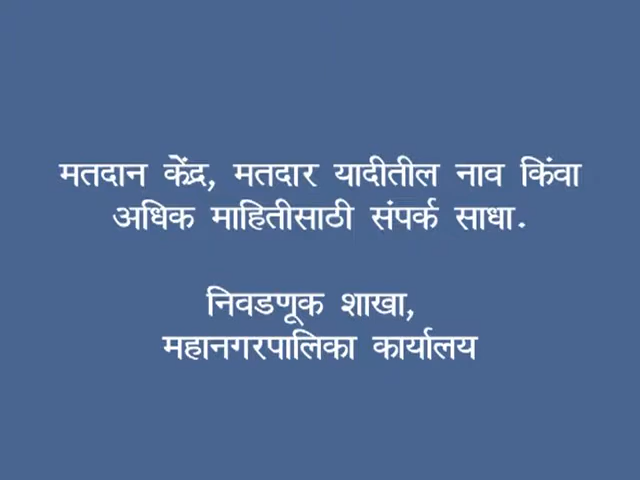 मतदान केंद्र, मतदार यादीतील नाव किंवा
अधिक माहितीसाठी संपर्क साधा.
निवडणूक शाखा,
महानगरपालिका कार्यालय